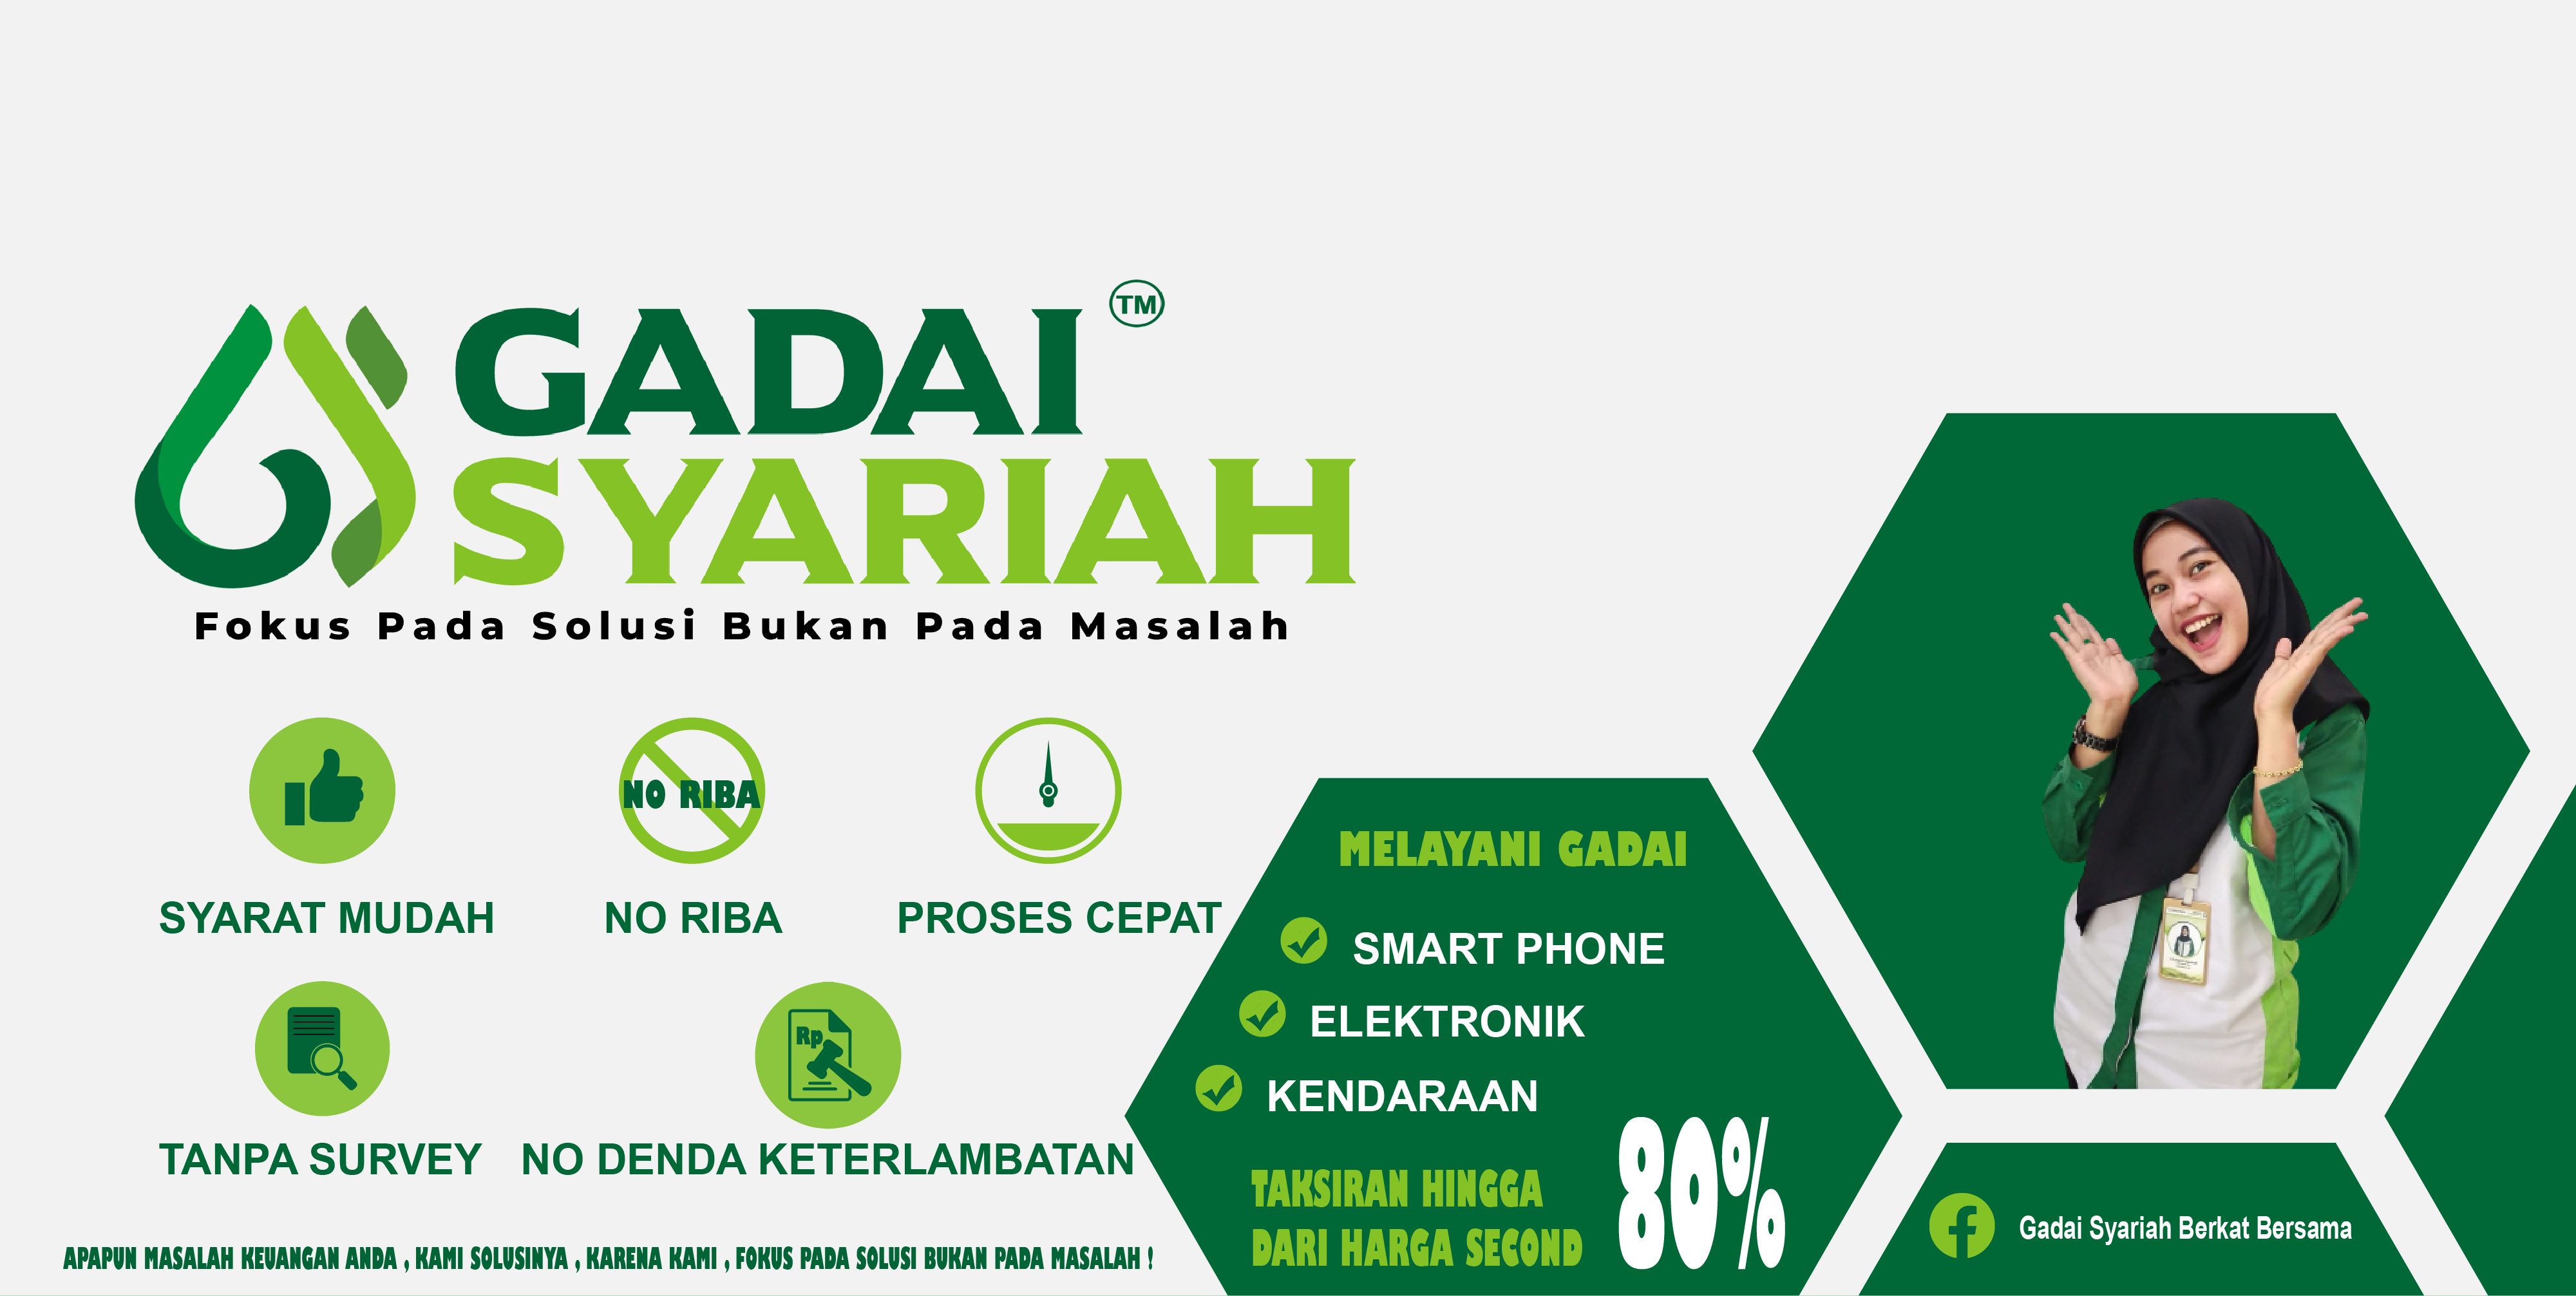 GADAI
TM
SYARIAH
Fokus Pada Solusi Bukan Pada Masalah
NO RIBA
SYARAT MUDAH
NO RIBA
PROSES CEPAT
Rp
TANPA SURVEY
NO DENDA KETERLAMBATAN
APAPUN MASALAH KEUANGAN ANDA , KAMI SOLUSINYA , KARENA KAMI , FOKUS PADA SOLUSI BUKAN PADA MASALAH !
MELAYANI GADAI
SMART PHONE
ELEKTRONIK
KENDARAAN
TAKSIRAN HINGGA
DARI HARGA SECOND
80%
Gadai Syariah Berkat Bersama